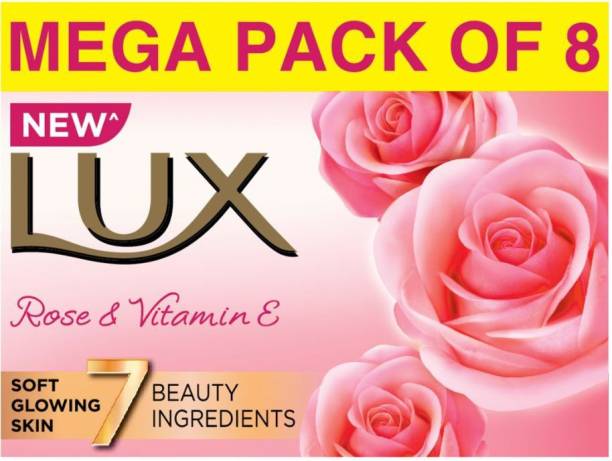 MEGA PACK OF 8
NEW^
LUX
Rose & Vitamin E
SOFT
GLOWING
SKIN
7
BEAUTY
INGREDIENTS